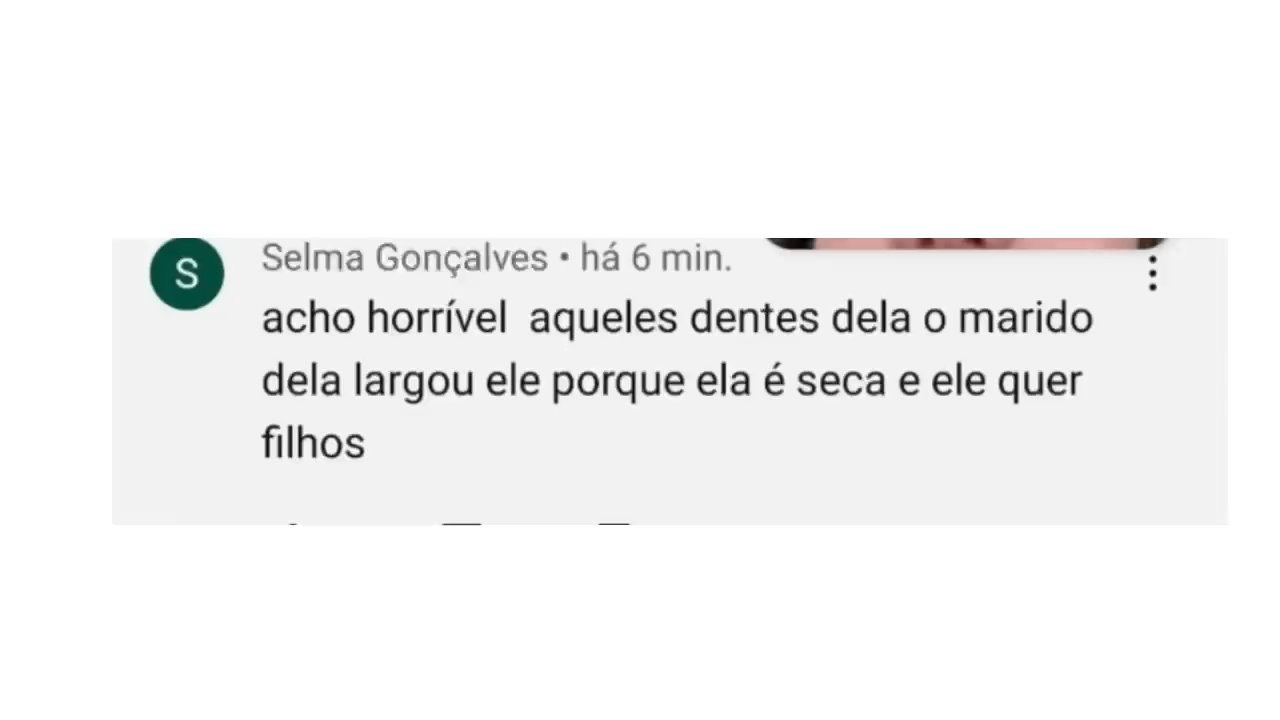 S
Selma Gonçalves • há 6 min.
acho horrível  aqueles dentes dela o marido
dela largou ele porque ela é seca e ele quer
filhos